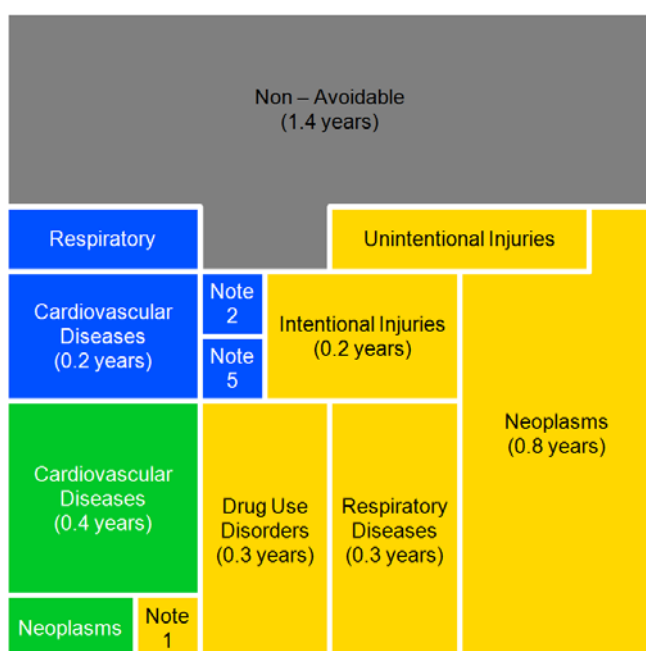 Non – Avoidable
(1.4 years)
Respiratory
Unintentional Injuries
Cardiovascular
Diseases
(0.2 years)
Note
2
Note
5
Intentional Injuries
(0.2 years)
Neoplasms
(0.8 years)
Cardiovascular
Diseases
(0.4 years)
Drug Use
Disorders
(0.3 years)
Respiratory
Diseases
(0.3 years)
Neoplasms
Note
1